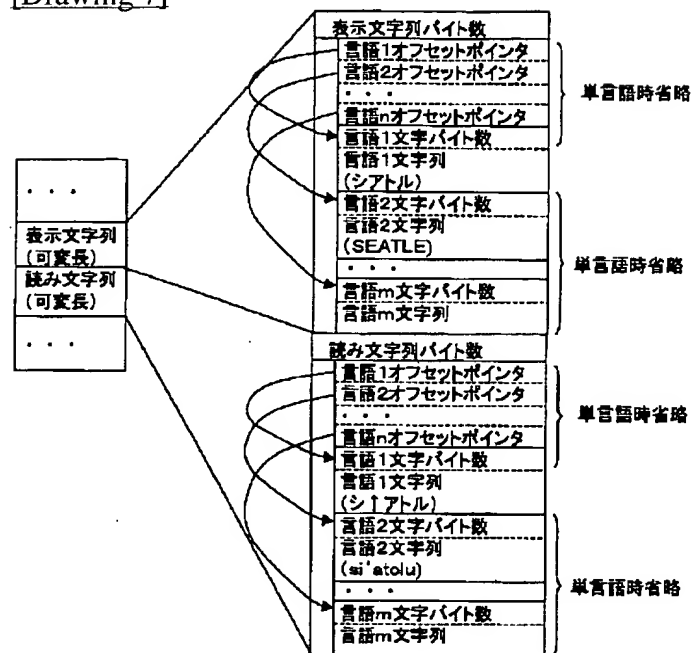 [Drawing 7]
・・・
表示文字列
(可変長)
読み文字列
(可変長)
・・・
表示文字列バイト数
言語1オフセットポインタ
言語2オフセットポインタ
・・・
言語nオフセットポインタ
言語1文字バイト数
言語1文字列
(シアトル)
言語2文字バイト数
言語2文字列
(SEATLE)
・・・
言語m文字バイト数
言語m文字列
単言語時省略
単言語時省略
読み文字列バイト数
言語1オフセットポインタ
言語2オフセットポインタ
・・・
言語nオフセットポインタ
言語1文字バイト数
言語1文字列
(シ↑アトル)
言語2文字バイト数
言語2文字列
(si'atolu)
・・・
言語m文字バイト数
言語m文字列
単言語時省略
単言語時省略